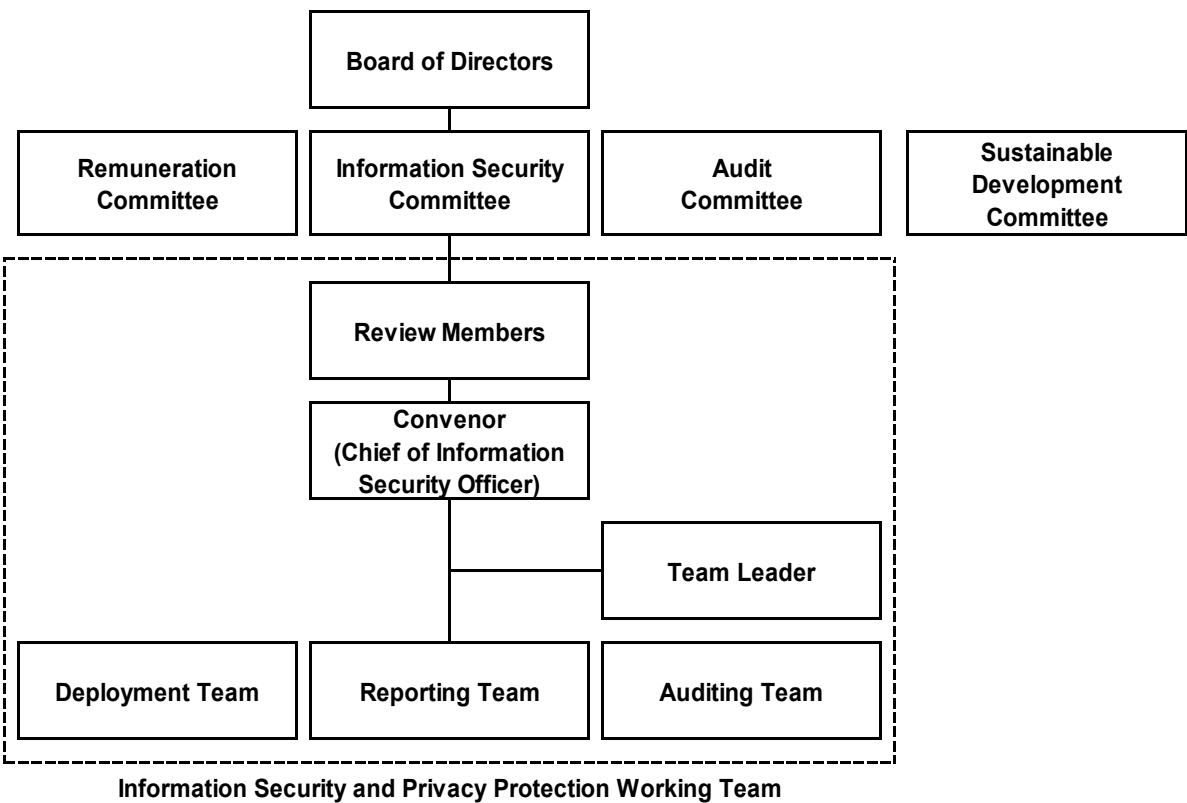 Board of Directors
Remuneration
Committee
Information Security
Committee
Audit
Committee
Sustainable
Development
Committee
Review Members
Convenor
(Chief of Information
Security Officer)
Team Leader
Deployment Team
Reporting Team
Auditing Team
Information Security and Privacy Protection Working Team